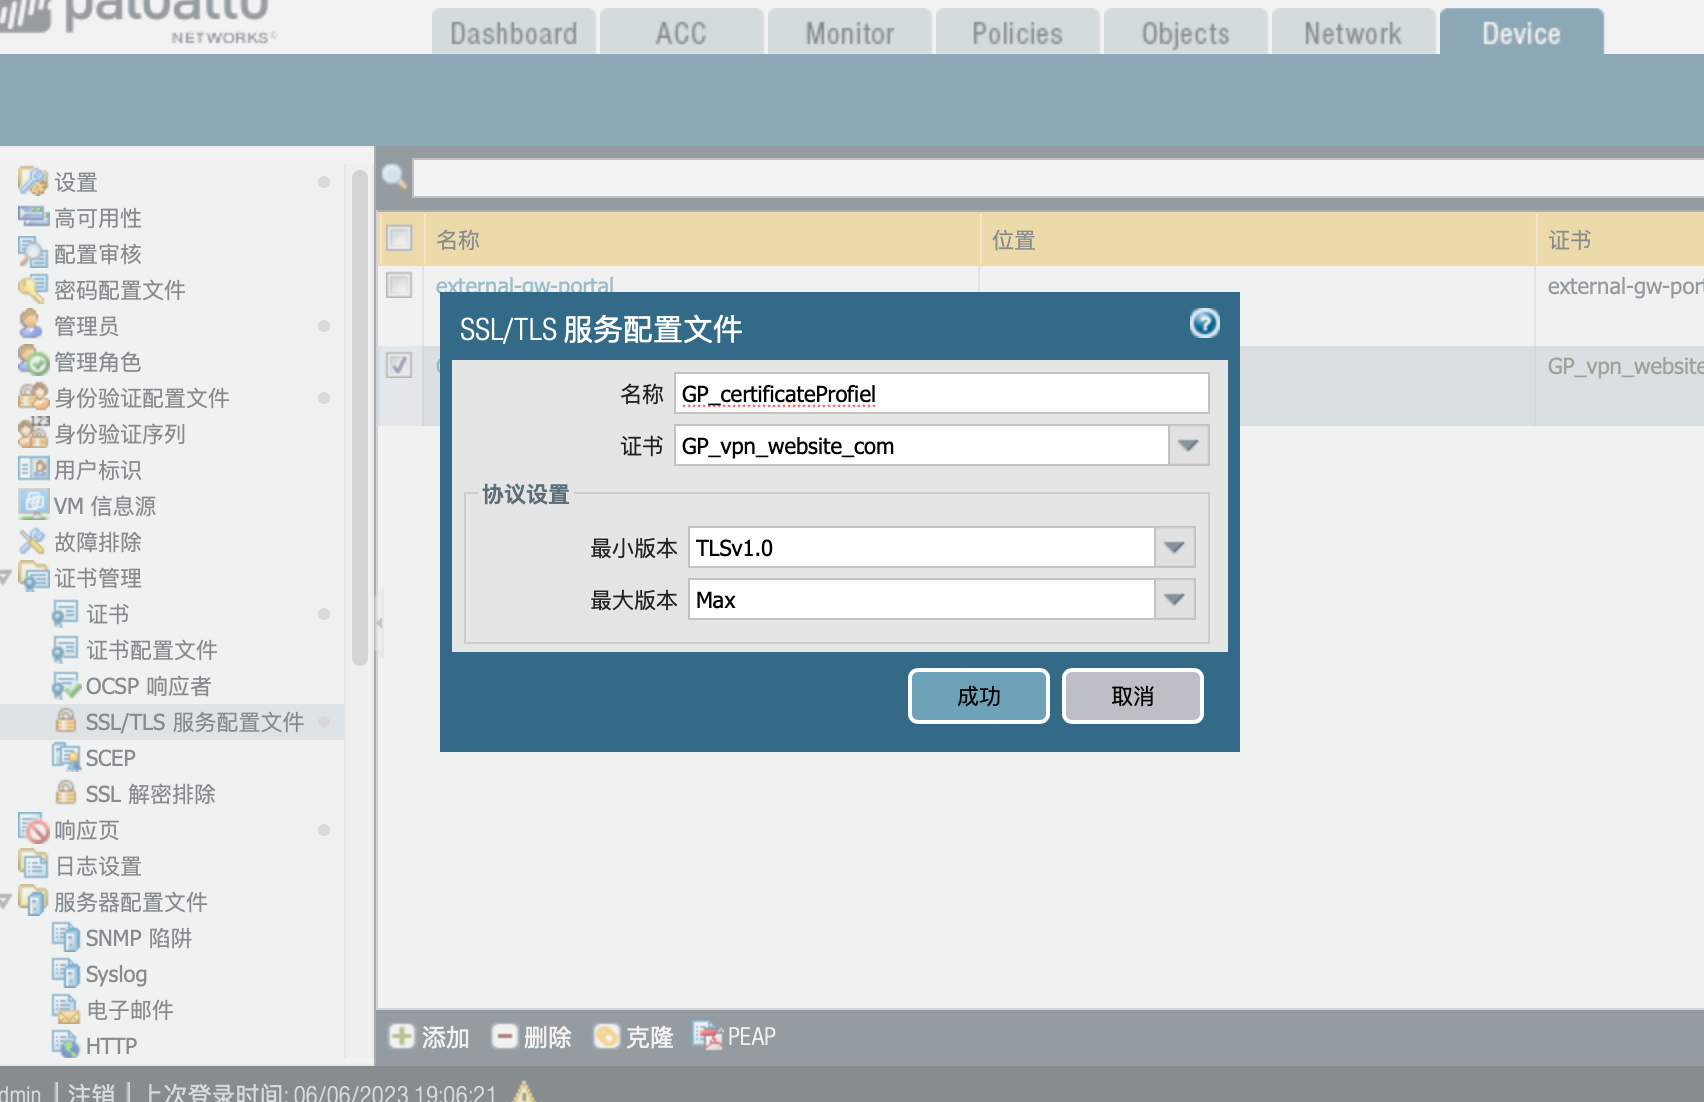 paloalto
NETWORKS
Dashboard
ACC
Monitor
Policies
Objects
Network
Device
设置
高可用性
配置审核
密码配置文件
管理员
管理角色
身份验证配置文件
身份验证序列
用户标识
VM 信息源
故障排除
证书管理
证书
证书配置文件
OCSP 响应者
SSL/TLS 服务配置文件
SCEP
SSL 解密排除
响应页
日志设置
服务器配置文件
SNMP 陷阱
Syslog
电子邮件
HTTP
名称
位置
证书
external-gw-portal
external-gw-port
GP_vpn_website
SSL/TLS 服务配置文件
名称
GP_certificateProfiel
证书
GP_vpn_website_com
协议设置
最小版本
TLSv1.0
最大版本
Max
成功
取消
添加
删除
克隆
PEAP
dmin | 注销 | 上次登录时间: 06/06/2023 19:06:21